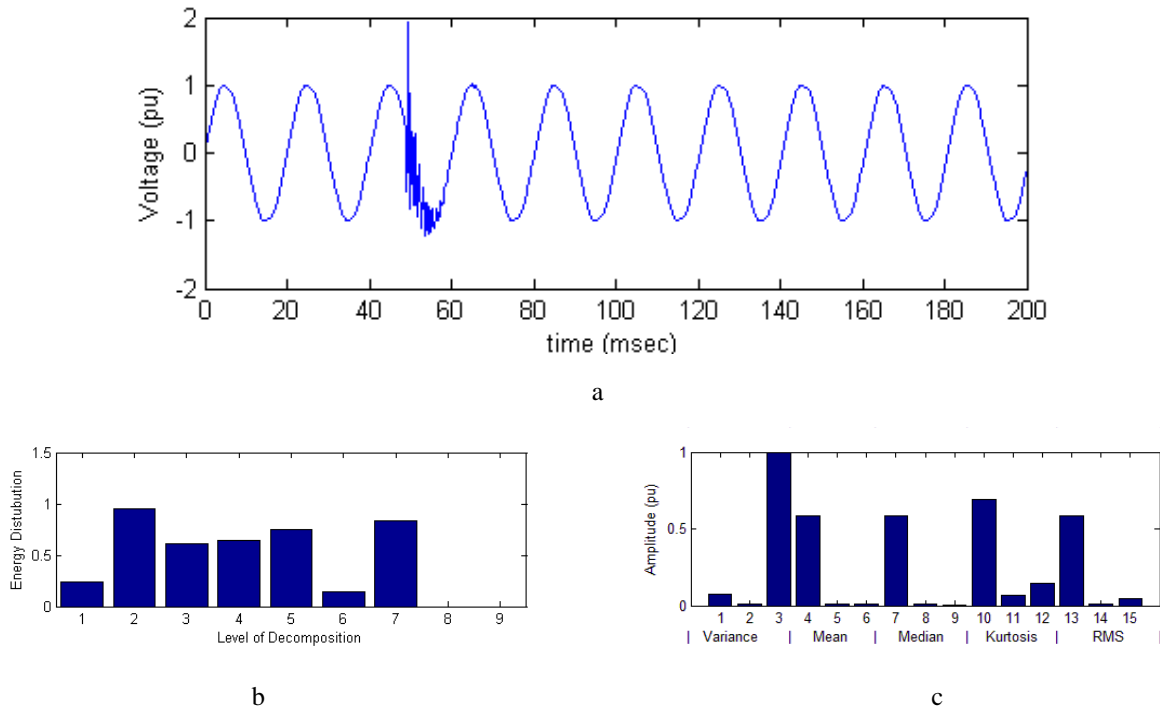 2
1
0
-1
-2
Voltage (pu)
0 20 40 60 80 100 120 140 160 180 200
time (msec)
a
1.5
1
0.5
0
Energy Distubution
1 2 3 4 5 6 7 8 9
Level of Decomposition
b
1
0.5
0
Amplitude (pu)
1 2 3 4 5 6 7 8 9 10 11 12 13 14 15
| Variance | Mean | Median | Kurtosis | RMS |
c